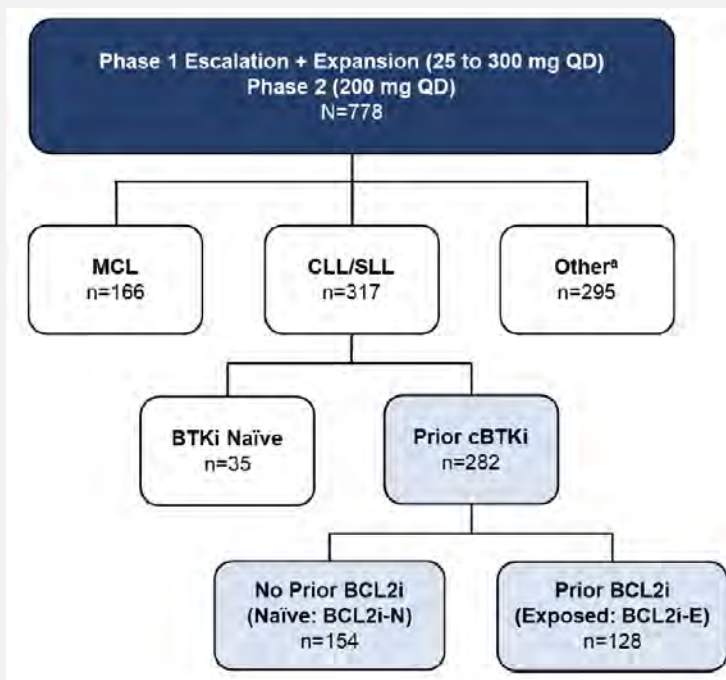 Phase 1 Escalation + Expansion (25 to 300 mg QD)
Phase 2 (200 mg QD)
N=778
MCL
n=166
CLL/SLL
n=317
Otherᵃ
n=295
BTKi Naïve
n=35
Prior cBTKi
n=282
No Prior BCL2i
(Naïve: BCL2i-N)
n=154
Prior BCL2i
(Exposed: BCL2i-E)
n=128